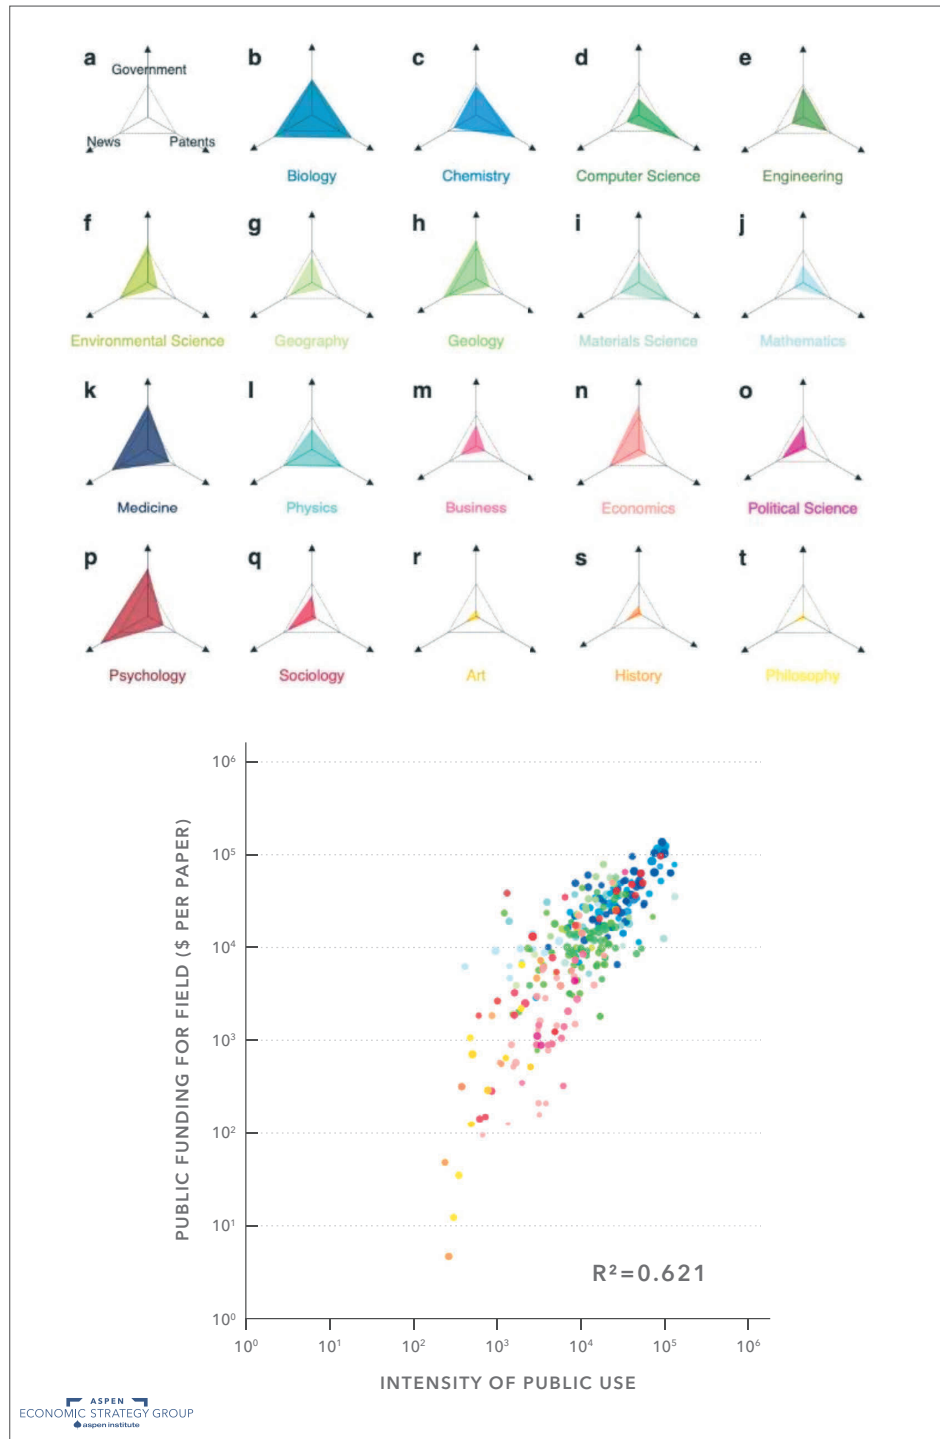 a
b
c
d
e
Government
News
Patents
Biology
Chemistry
Computer Science
Engineering
f
g
h
i
j
Environmental Science
Geography
Geology
Materials Science
Mathematics
k
l
m
n
o
Medicine
Physics
Business
Economics
Political Science
p
q
r
s
t
Psychology
Sociology
Art
History
Philosophy
PUBLIC FUNDING FOR FIELD ($ PER PAPER)
10⁶
10⁵
10⁴
10³
10²
10¹
10⁰
R²=0.621
10⁰
10¹
10²
10³
10⁴
10⁵
10⁶
INTENSITY OF PUBLIC USE
ASPEN
ECONOMIC STRATEGY GROUP
aspen institute